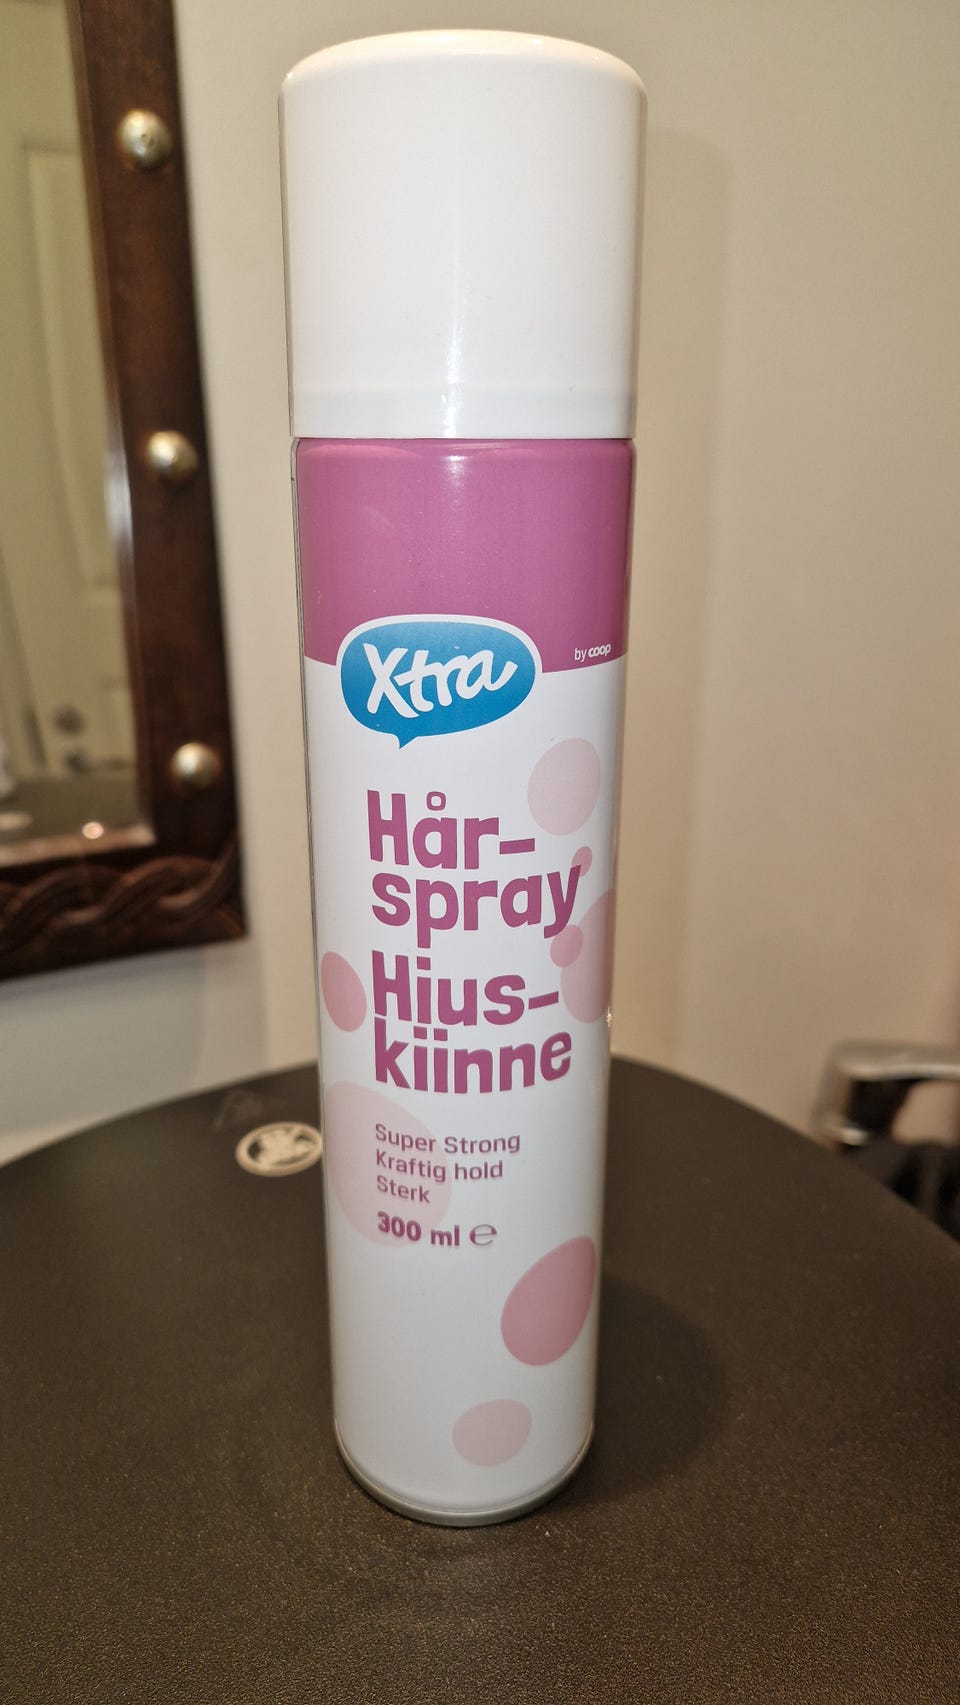 Xtra
by coop
Hår-
spray
Hius-
kiinne
Super Strong
Kraftig hold
Sterk
300 ml ℮